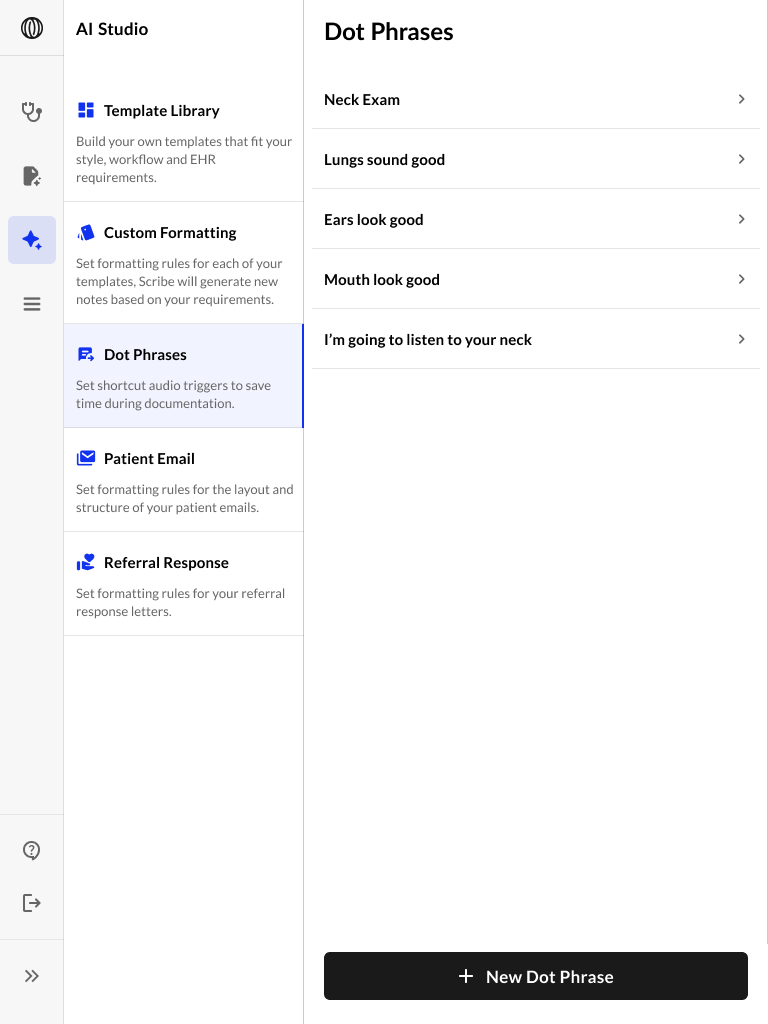 AI Studio
Template Library
Build your own templates that fit your
style, workflow and EHR
requirements.
Custom Formatting
Set formatting rules for each of your
templates, Scribe will generate new
notes based on your requirements.
Dot Phrases
Set shortcut audio triggers to save
time during documentation.
Patient Email
Set formatting rules for the layout and
structure of your patient emails.
Referral Response
Set formatting rules for your referral
response letters.
Dot Phrases
Neck Exam
Lungs sound good
Ears look good
Mouth look good
I’m going to listen to your neck
New Dot Phrase